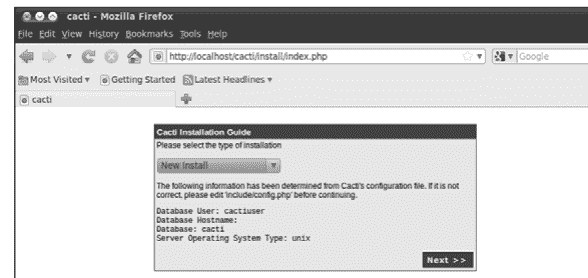 cacti - Mozilla Firefox
File Edit View History Bookmarks Tools Help
http://localhost/cacti/install/index.php
Google
Most Visited Getting Started Latest Headlines
cacti
Cacti Installation Guide
Please select the type of installation
New Install
The following information has been determined from Cacti's configuration file. If it is not
correct, please edit 'include/config.php' before continuing.
Database User: cactiuser
Database Hostname:
Database: cacti
Server Operating System Type: unix
Next >>